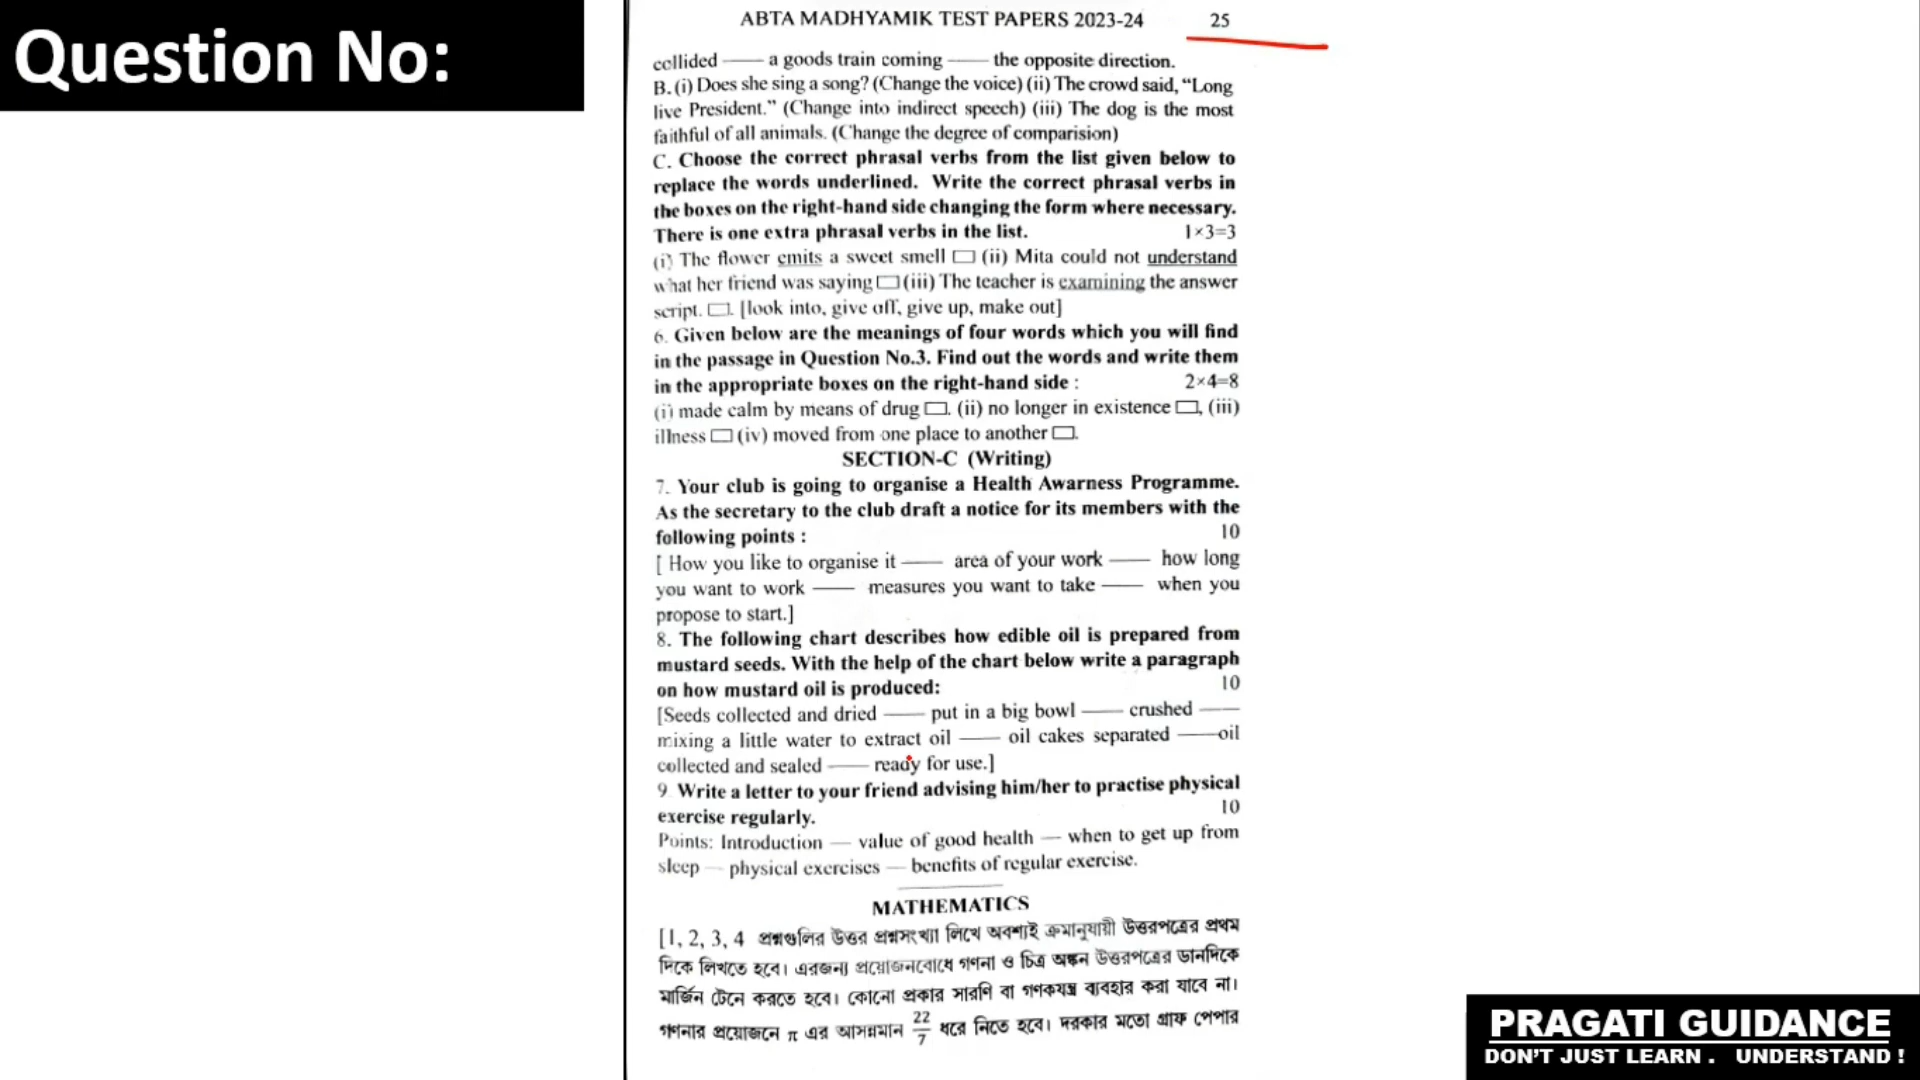 Question No:
ABTA MADHYAMIK TEST PAPERS 2023-24 25
collided —— a goods train coming —— the opposite direction.
B. (i) Does she sing a song? (Change the voice) (ii) The crowd said, “Long
live President.” (Change into indirect speech) (iii) The dog is the most
faithful of all animals. (Change the degree of comparision)
C. Choose the correct phrasal verbs from the list given below to
replace the words underlined. Write the correct phrasal verbs in
the boxes on the right-hand side changing the form where necessary.
There is one extra phrasal verbs in the list. 1×3=3
(i) The flower emits a sweet smell ▭ (ii) Mita could not understand
what her friend was saying ▭ (iii) The teacher is examining the answer
script. ▭. [look into, give off, give up, make out]
6. Given below are the meanings of four words which you will find
in the passage in Question No.3. Find out the words and write them
in the appropriate boxes on the right-hand side : 2×4=8
(i) made calm by means of drug ▭. (ii) no longer in existence ▭, (iii)
illness ▭ (iv) moved from one place to another ▭.
SECTION-C (Writing)
7. Your club is going to organise a Health Awarness Programme.
As the secretary to the club draft a notice for its members with the
following points : 10
[ How you like to organise it —— area of your work —— how long
you want to work —— measures you want to take —— when you
propose to start.]
8. The following chart describes how edible oil is prepared from
mustard seeds. With the help of the chart below write a paragraph
on how mustard oil is produced: 10
[Seeds collected and dried —— put in a big bowl —— crushed ——
mixing a little water to extract oil —— oil cakes separated ——oil
collected and sealed —— ready for use.]
9 Write a letter to your friend advising him/her to practise physical
exercise regularly. 10
Points: Introduction — value of good health — when to get up from
sleep — physical exercises — benefits of regular exercise.
MATHEMATICS
[1, 2, 3, 4 প্রশ্নগুলির উত্তর প্রশ্নসংখ্যা লিখে অবশ্যই ক্রমানুযায়ী উত্তরপত্রের প্রথম
দিকে লিখতে হবে। এরজন্য প্রয়োজনবোধে গণনা ও চিত্র অঙ্কন উত্তরপত্রের ডানদিকে
মার্জিন টেনে করতে হবে। কোনো প্রকার সারণি বা গণকযন্ত্র ব্যবহার করা যাবে না।
গণনার প্রয়োজনে π এর আসন্নমান 22/7 ধরে নিতে হবে। দরকার মতো গ্রাফ পেপার
PRAGATI GUIDANCE
DON'T JUST LEARN . UNDERSTAND !